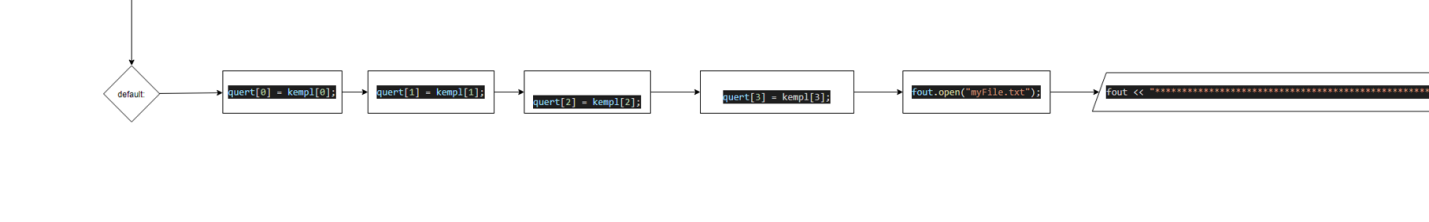 default:
quert[0] = kempl[0];
quert[1] = kempl[1];
quert[2] = kempl[2];
quert[3] = kempl[3];
fout.open("myFile.txt");
fout << "*****************************************************